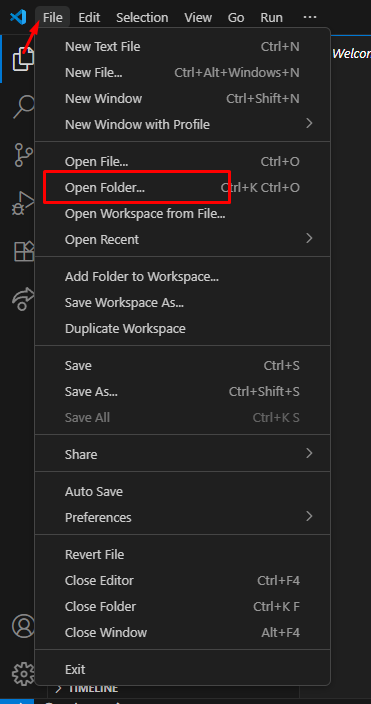 File Edit Selection View Go Run ...
Welcom
New Text File Ctrl+N
New File... Ctrl+Alt+Windows+N
New Window Ctrl+Shift+N
New Window with Profile
Open File... Ctrl+O
Open Folder... Ctrl+K Ctrl+O
Open Workspace from File...
Open Recent
Add Folder to Workspace...
Save Workspace As...
Duplicate Workspace
Save Ctrl+S
Save As... Ctrl+Shift+S
Save All Ctrl+K S
Share
Auto Save
Preferences
Revert File
Close Editor Ctrl+F4
Close Folder Ctrl+K F
Close Window Alt+F4
Exit
TIMELINE